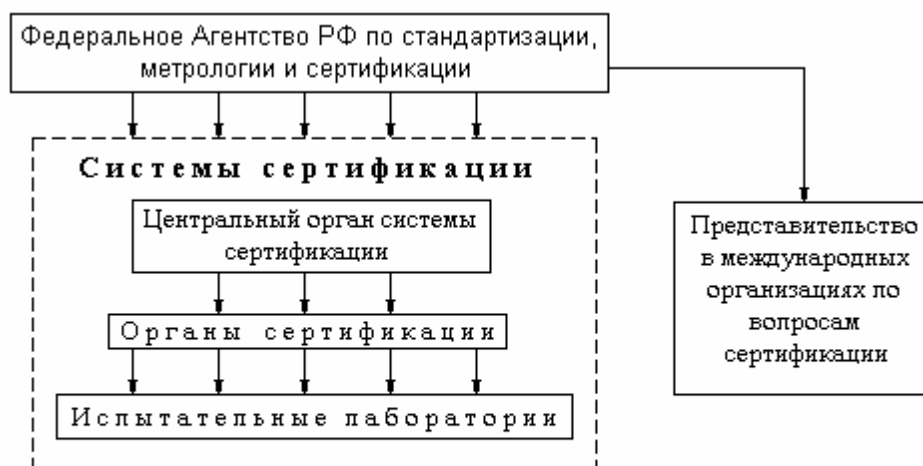 Федеральное Агентство РФ по стандартизации,
метрологии и сертификации
Системы сертификации
Центральный орган системы
сертификации
Органы сертификации
Испытательные лаборатории
Представительство
в международных
организациях по
вопросам
сертификации